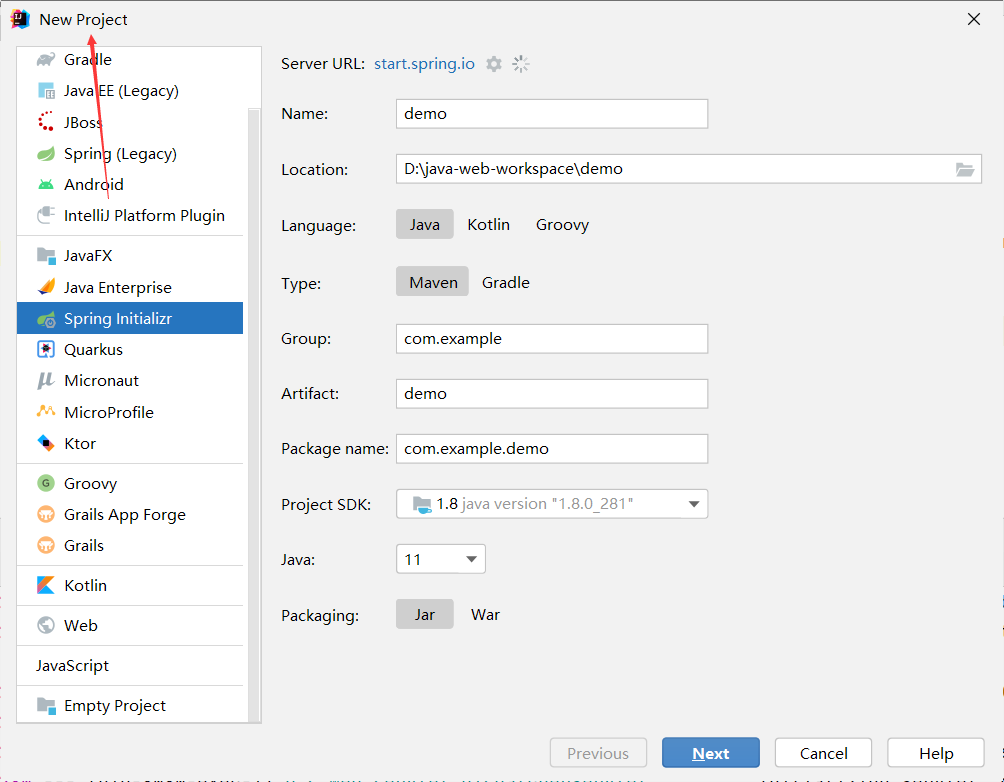 New Project
Gradle
Java EE (Legacy)
JBoss
Spring (Legacy)
Android
IntelliJ Platform Plugin
JavaFX
Java Enterprise
Spring Initializr
Quarkus
Micronaut
MicroProfile
Ktor
Groovy
Grails App Forge
Grails
Kotlin
Web
JavaScript
Empty Project
Server URL: start.spring.io
Name: demo
Location: D:\java-web-workspace\demo
Language: Java Kotlin Groovy
Type: Maven Gradle
Group: com.example
Artifact: demo
Package name: com.example.demo
Project SDK: 1.8 java version "1.8.0_281"
Java: 11
Packaging: Jar War
Previous Next Cancel Help